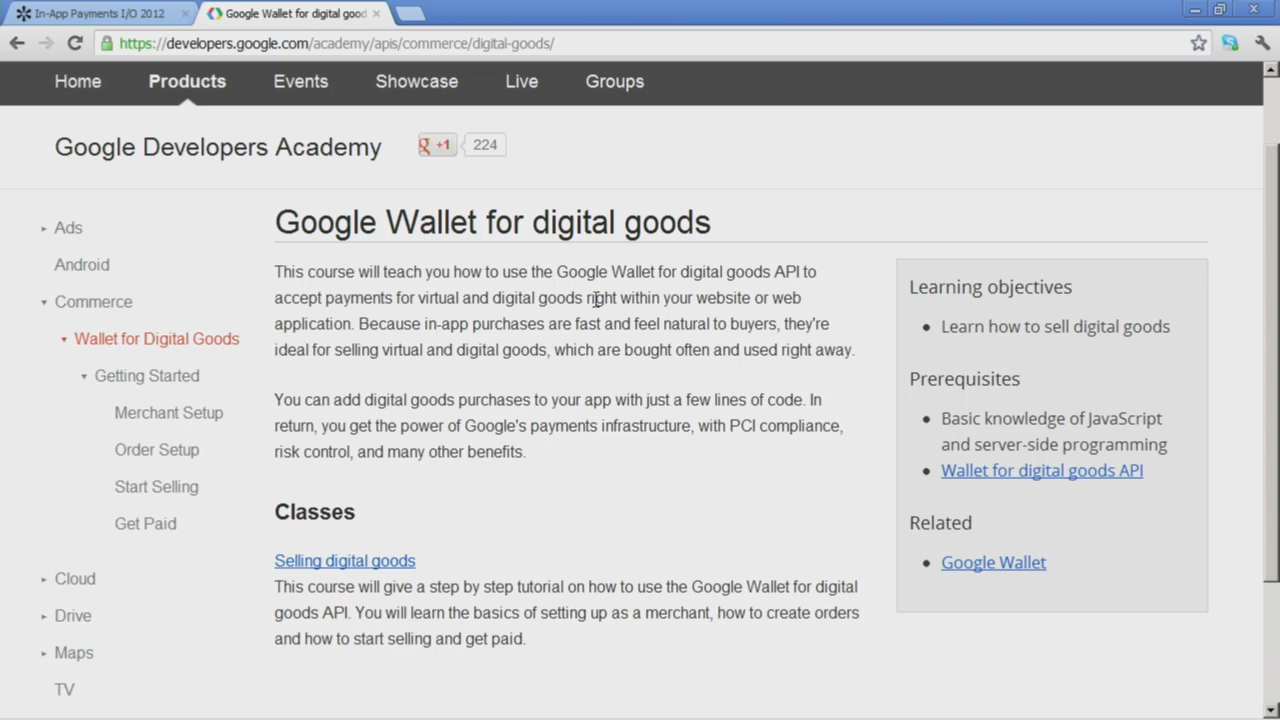 In-App Payments I/O 2012
Google Wallet for digital good
https://developers.google.com/academy/apis/commerce/digital-goods/
Home Products Events Showcase Live Groups
Google Developers Academy
+1 224
Ads
Android
Commerce
Wallet for Digital Goods
Getting Started
Merchant Setup
Order Setup
Start Selling
Get Paid
Cloud
Drive
Maps
TV
Google Wallet for digital goods
This course will teach you how to use the Google Wallet for digital goods API to
accept payments for virtual and digital goods right within your website or web
application. Because in-app purchases are fast and feel natural to buyers, they're
ideal for selling virtual and digital goods, which are bought often and used right away.
You can add digital goods purchases to your app with just a few lines of code. In
return, you get the power of Google's payments infrastructure, with PCI compliance,
risk control, and many other benefits.
Classes
Selling digital goods
This course will give a step by step tutorial on how to use the Google Wallet for digital
goods API. You will learn the basics of setting up as a merchant, how to create orders
and how to start selling and get paid.
Learning objectives
Learn how to sell digital goods
Prerequisites
Basic knowledge of JavaScript
and server-side programming
Wallet for digital goods API
Related
Google Wallet